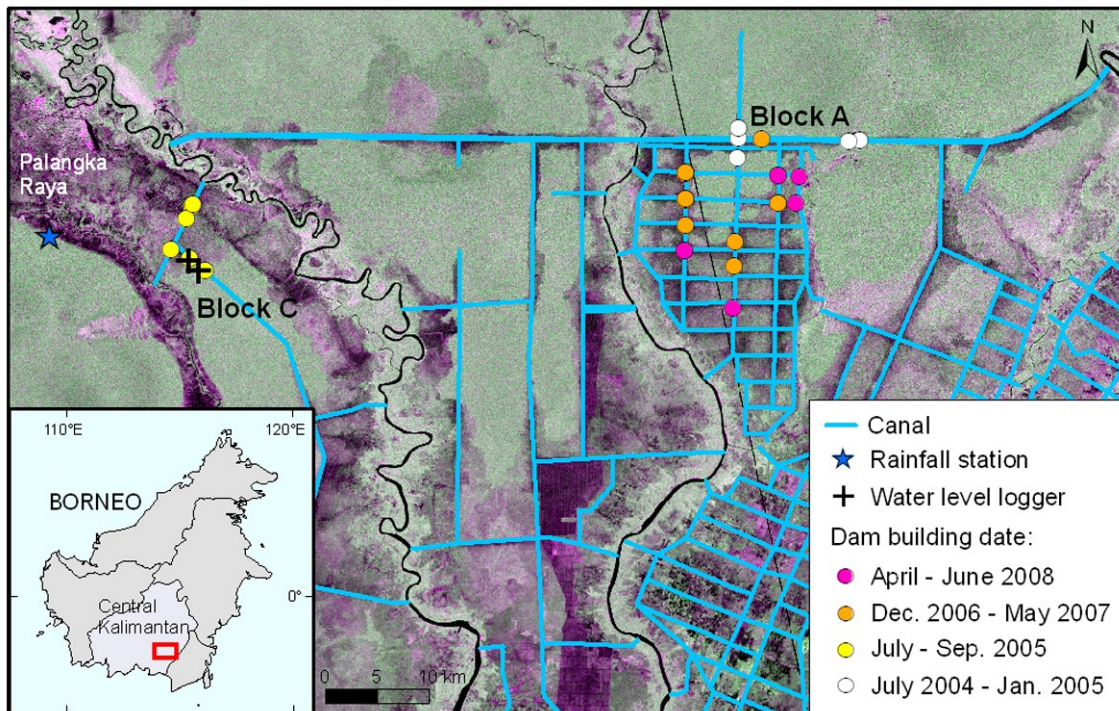 N
Block A
Palangka
Raya
Block C
110°E
120°E
BORNEO
0°
Central
Kalimantan
0
5
10 km
Canal
Rainfall station
Water level logger
Dam building date:
April - June 2008
Dec. 2006 - May 2007
July - Sep. 2005
July 2004 - Jan. 2005